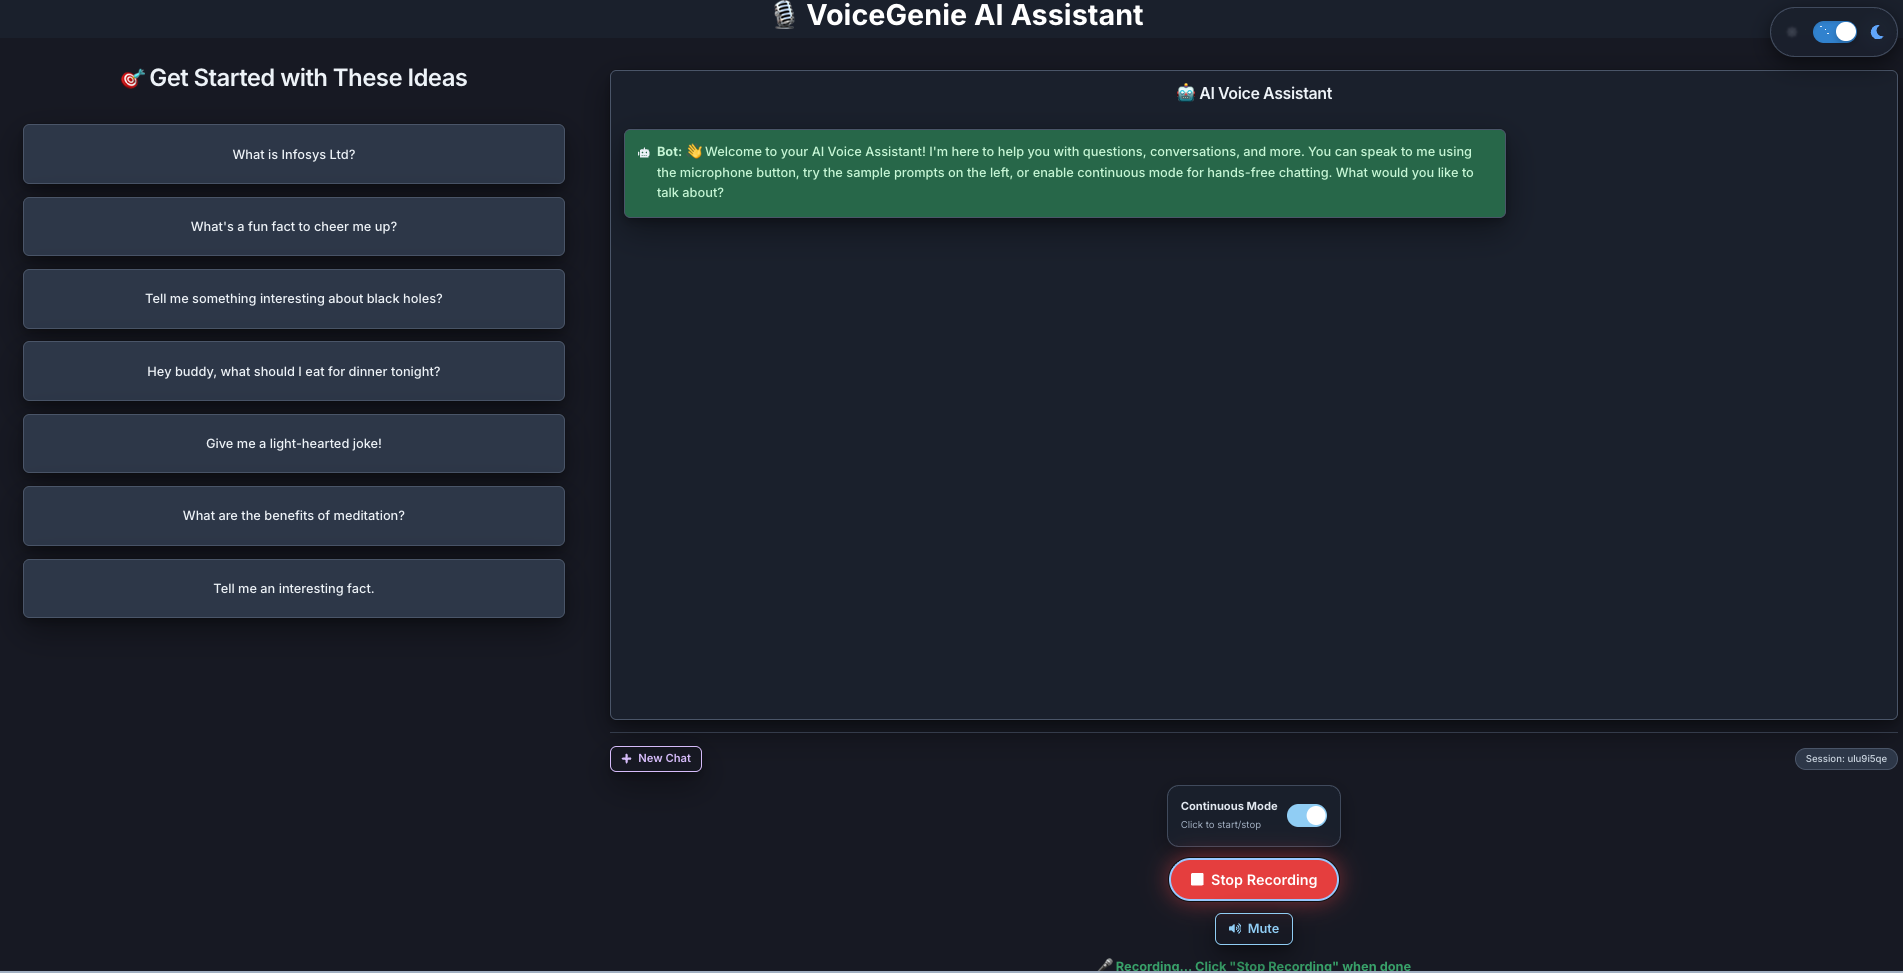 VoiceGenie AI Assistant
Get Started with These Ideas
What is Infosys Ltd?
What's a fun fact to cheer me up?
Tell me something interesting about black holes?
Hey buddy, what should I eat for dinner tonight?
Give me a light-hearted joke!
What are the benefits of meditation?
Tell me an interesting fact.
AI Voice Assistant
Bot: 👋 Welcome to your AI Voice Assistant! I'm here to help you with questions, conversations, and more. You can speak to me using
the microphone button, try the sample prompts on the left, or enable continuous mode for hands-free chatting. What would you like to
talk about?
New Chat
Session: ulu9i5qe
Continuous Mode
Click to start/stop
Stop Recording
Mute
Recording... Click "Stop Recording" when done